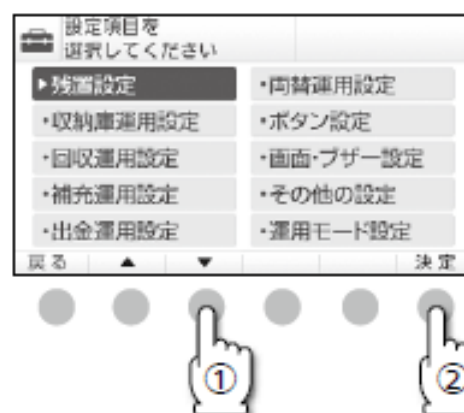 設定項目を
選択してください
▶残置設定
・両替運用設定
・収納庫運用設定
・ボタン設定
・回収運用設定
・画面・ブザー設定
・補充運用設定
・その他の設定
・出金運用設定
・運用モード設定
戻る ▲ ▼ 決定
① ②